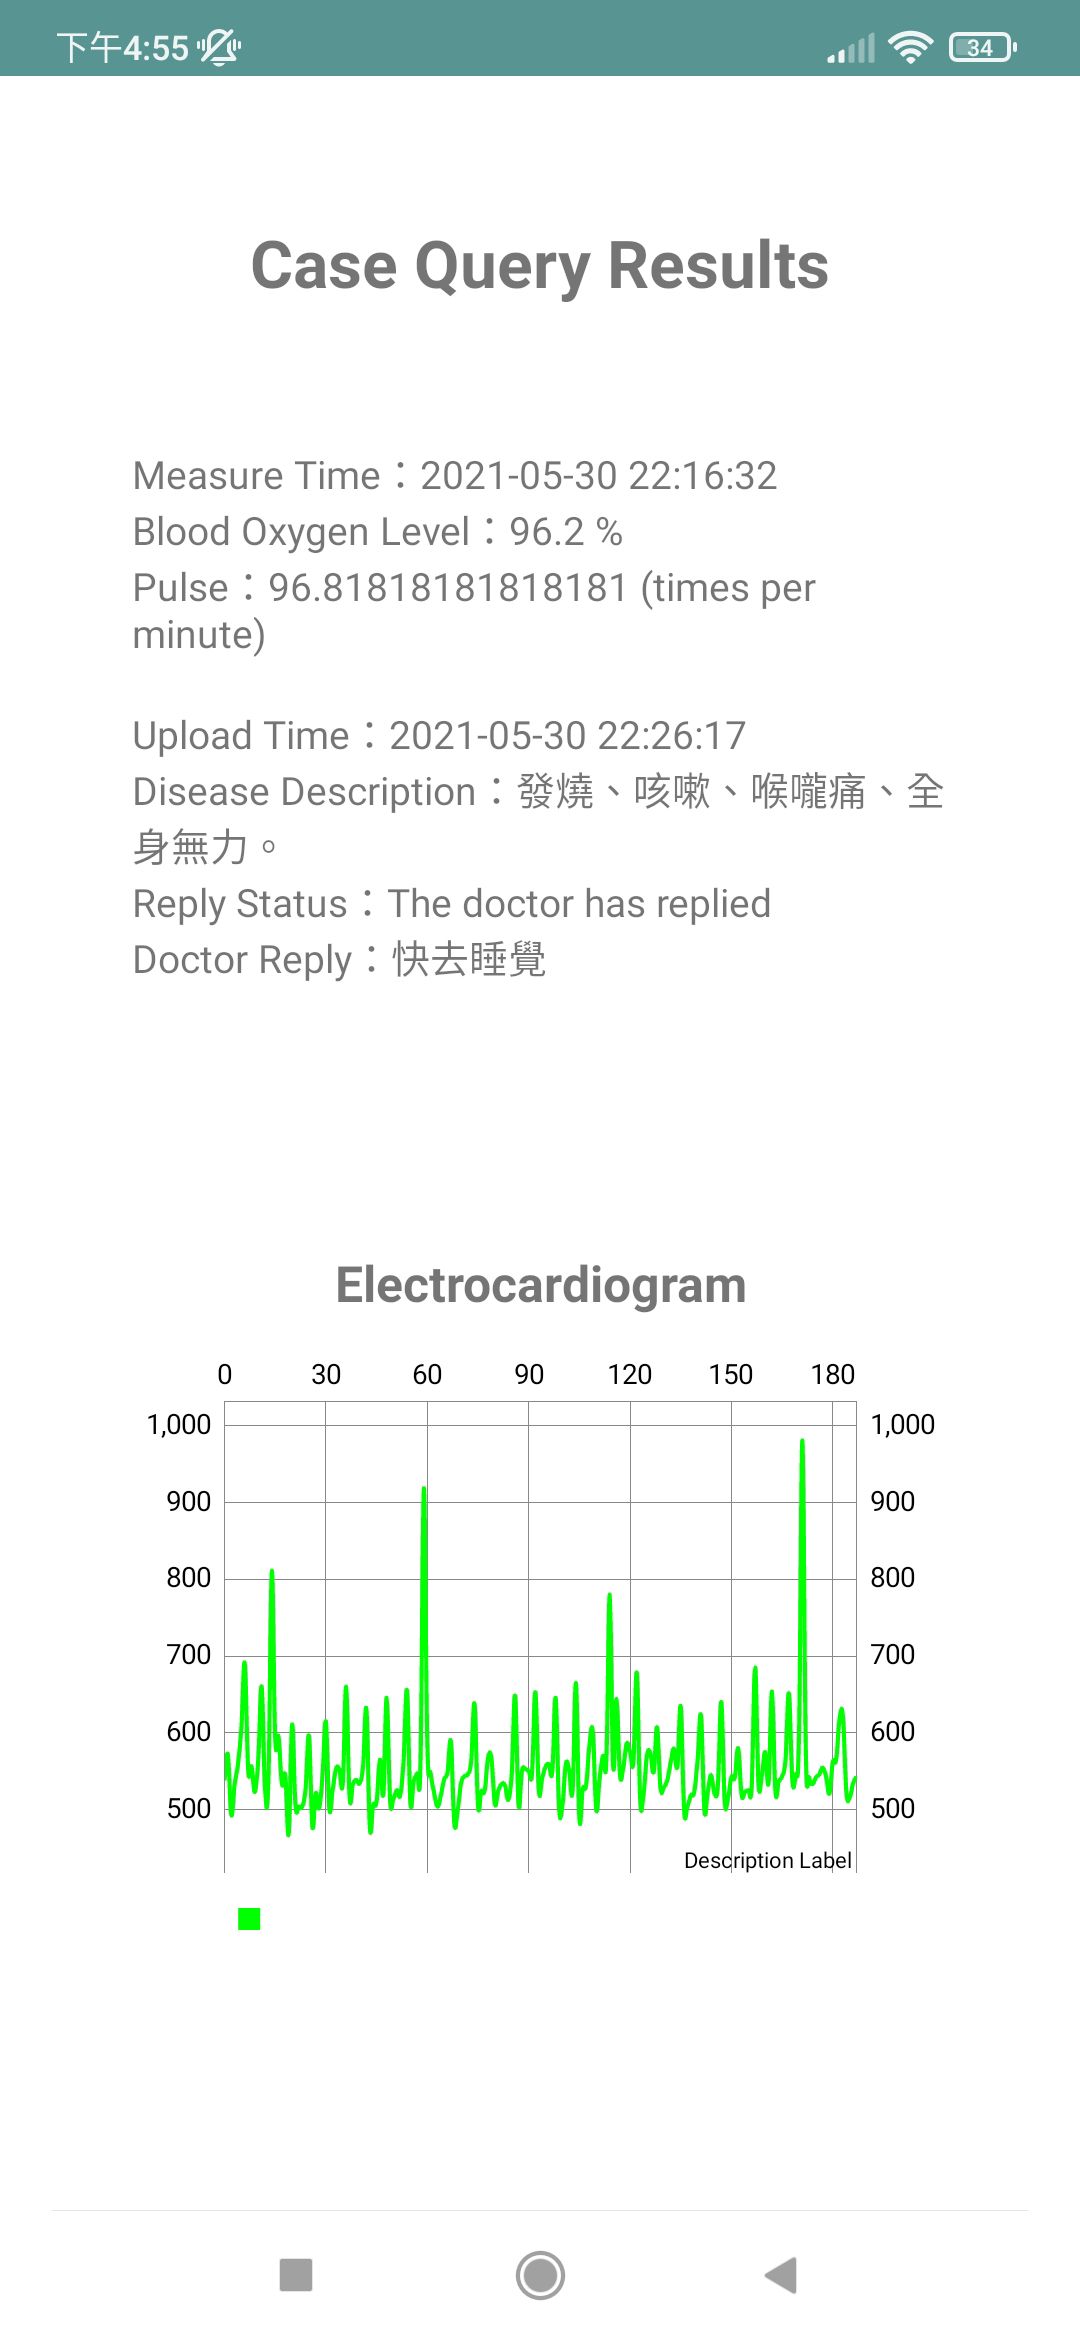 下午4:55
34
Case Query Results
Measure Time：2021-05-30 22:16:32
Blood Oxygen Level：96.2 %
Pulse：96.81818181818181 (times per
minute)
Upload Time：2021-05-30 22:26:17
Disease Description：發燒、咳嗽、喉嚨痛、全
身無力。
Reply Status：The doctor has replied
Doctor Reply：快去睡覺
Electrocardiogram
0 30 60 90 120 150 180
1,000 1,000
900 900
800 800
700 700
600 600
500 500
Description Label